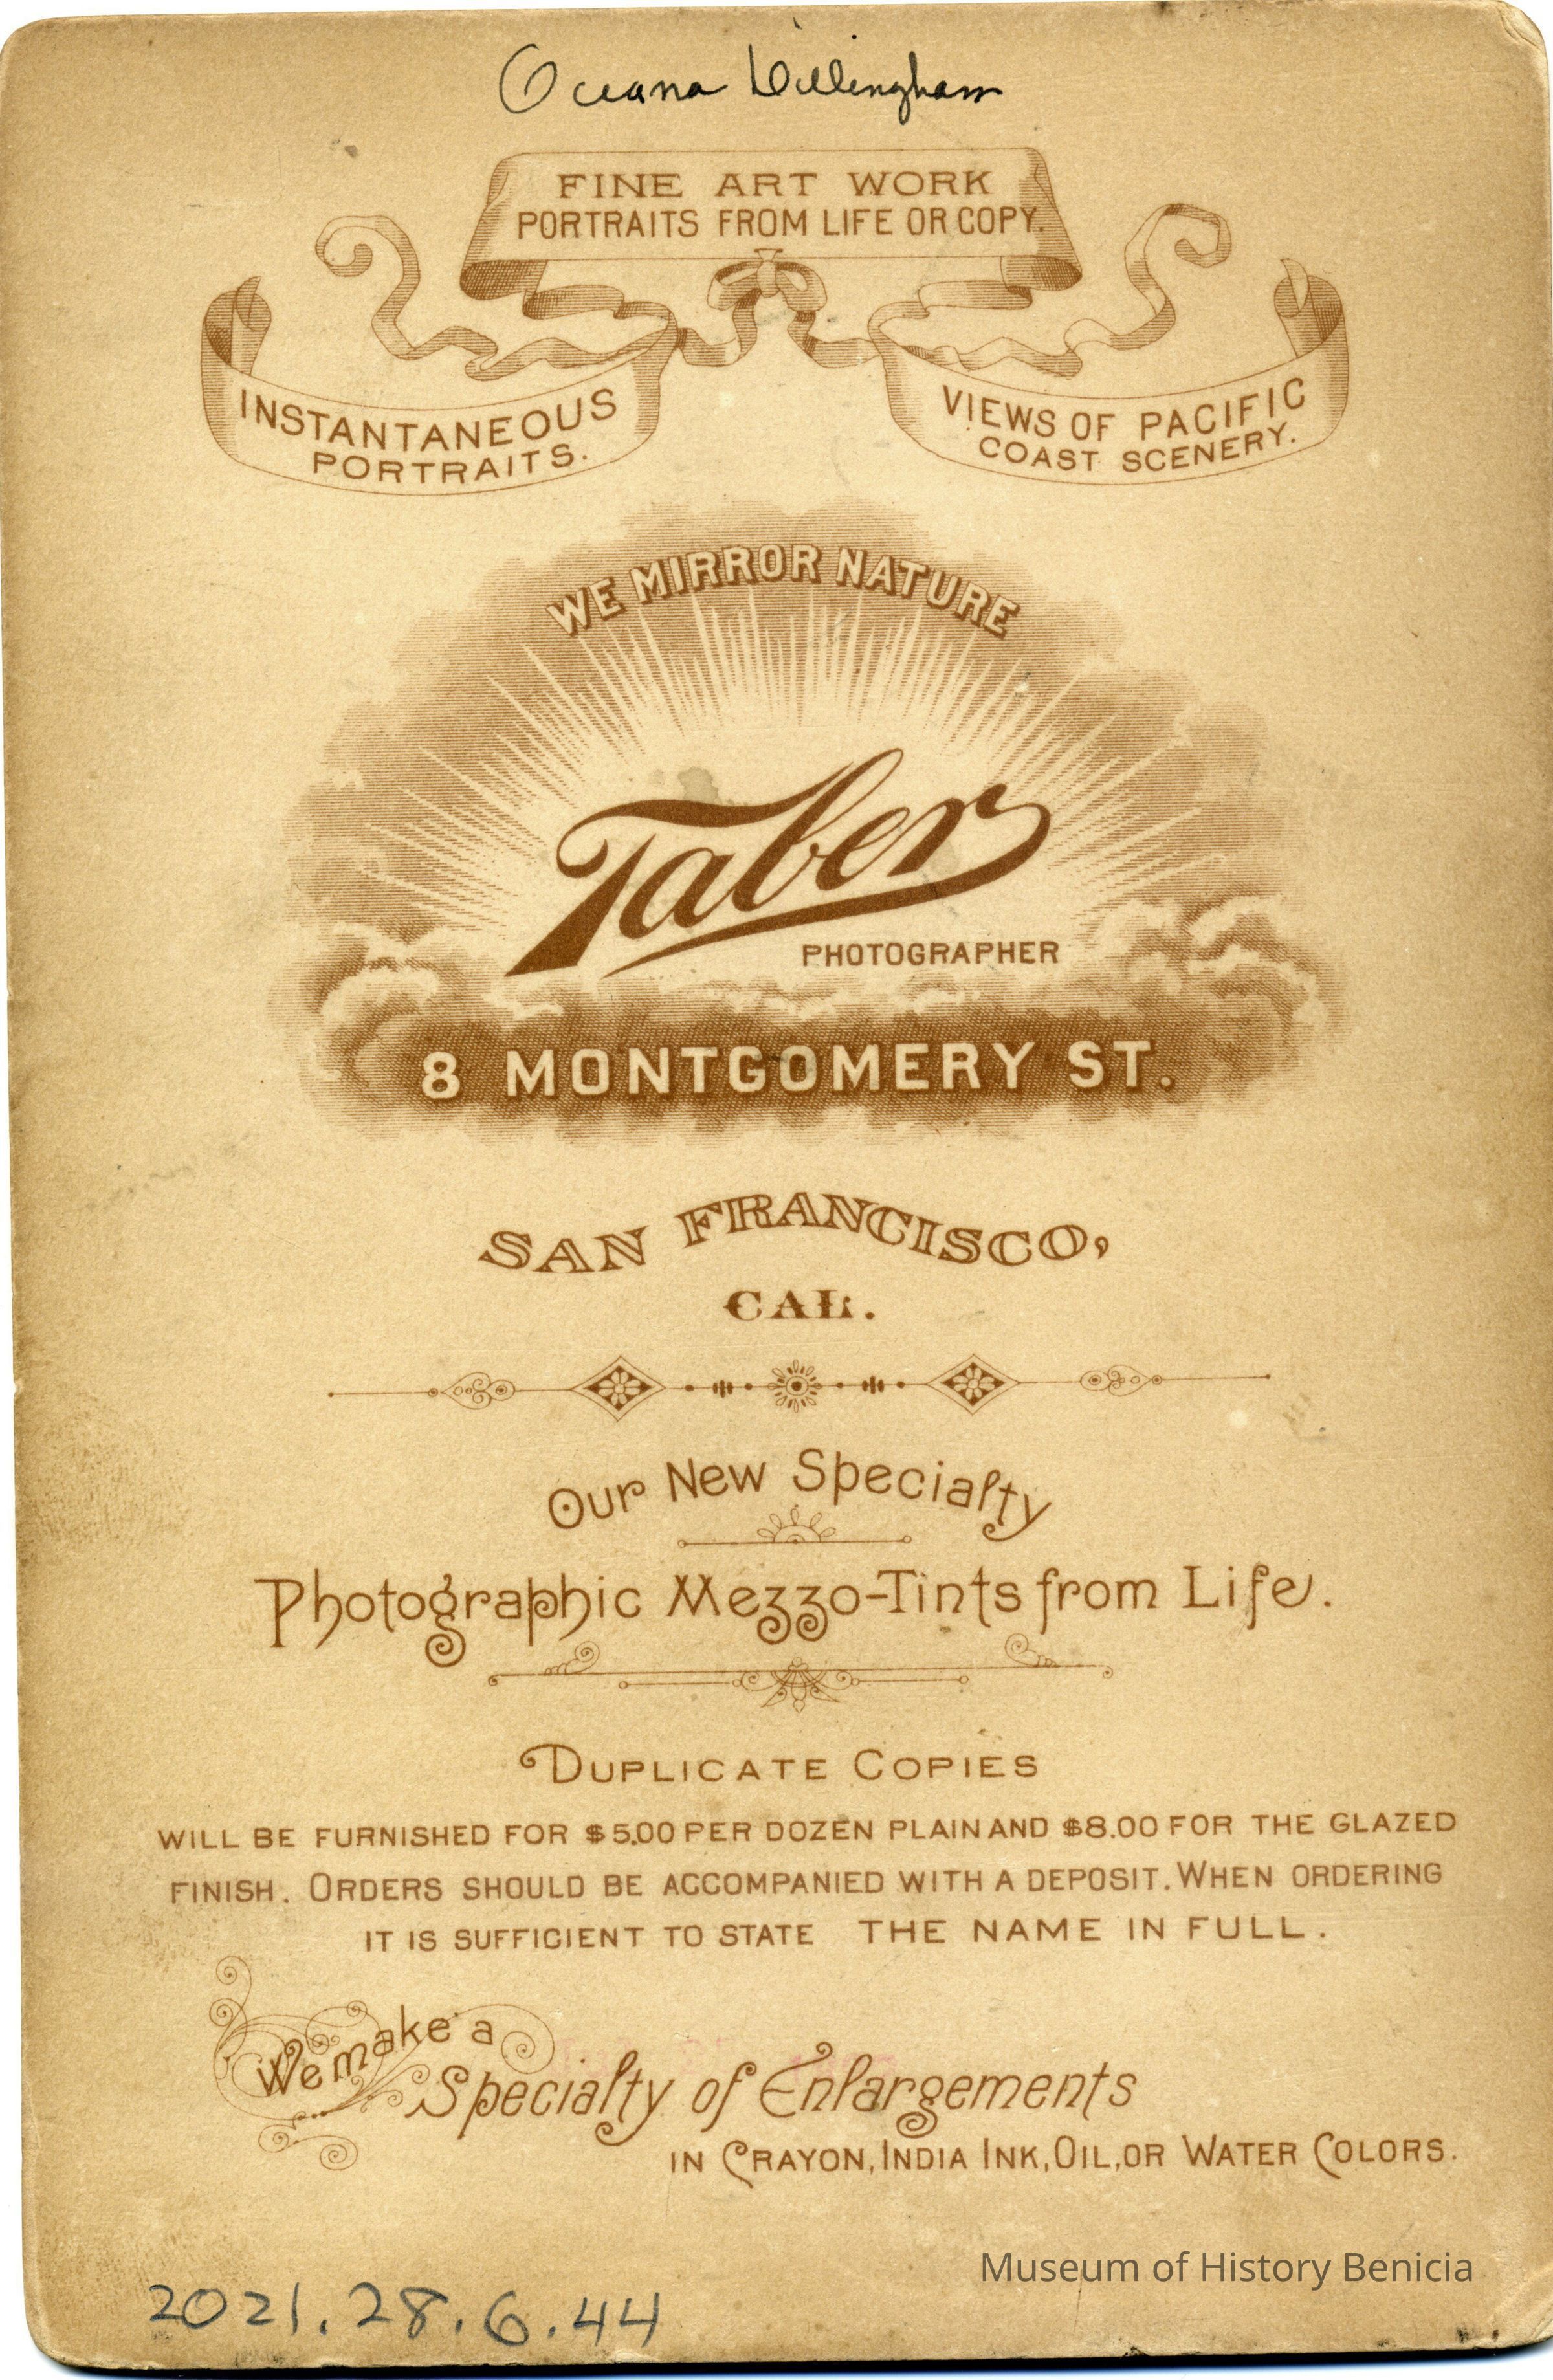 Oceana Dillingham
FINE ART WORK
PORTRAITS FROM LIFE OR COPY.
INSTANTANEOUS
PORTRAITS.
VIEWS OF PACIFIC
COAST SCENERY.
WE MIRROR NATURE
Taber
PHOTOGRAPHER
8 MONTGOMERY ST.
SAN FRANCISCO,
CAL.
Our New Specialty
Photographic Mezzo-Tints from Life.
DUPLICATE COPIES
WILL BE FURNISHED FOR $5.00 PER DOZEN PLAIN AND $8.00 FOR THE GLAZED
FINISH. ORDERS SHOULD BE ACCOMPANIED WITH A DEPOSIT. WHEN ORDERING
IT IS SUFFICIENT TO STATE THE NAME IN FULL.
We make a
Specialty of Enlargements
IN CRAYON, INDIA INK, OIL, OR WATER COLORS.
Museum of History Benicia
2021.28.6.44